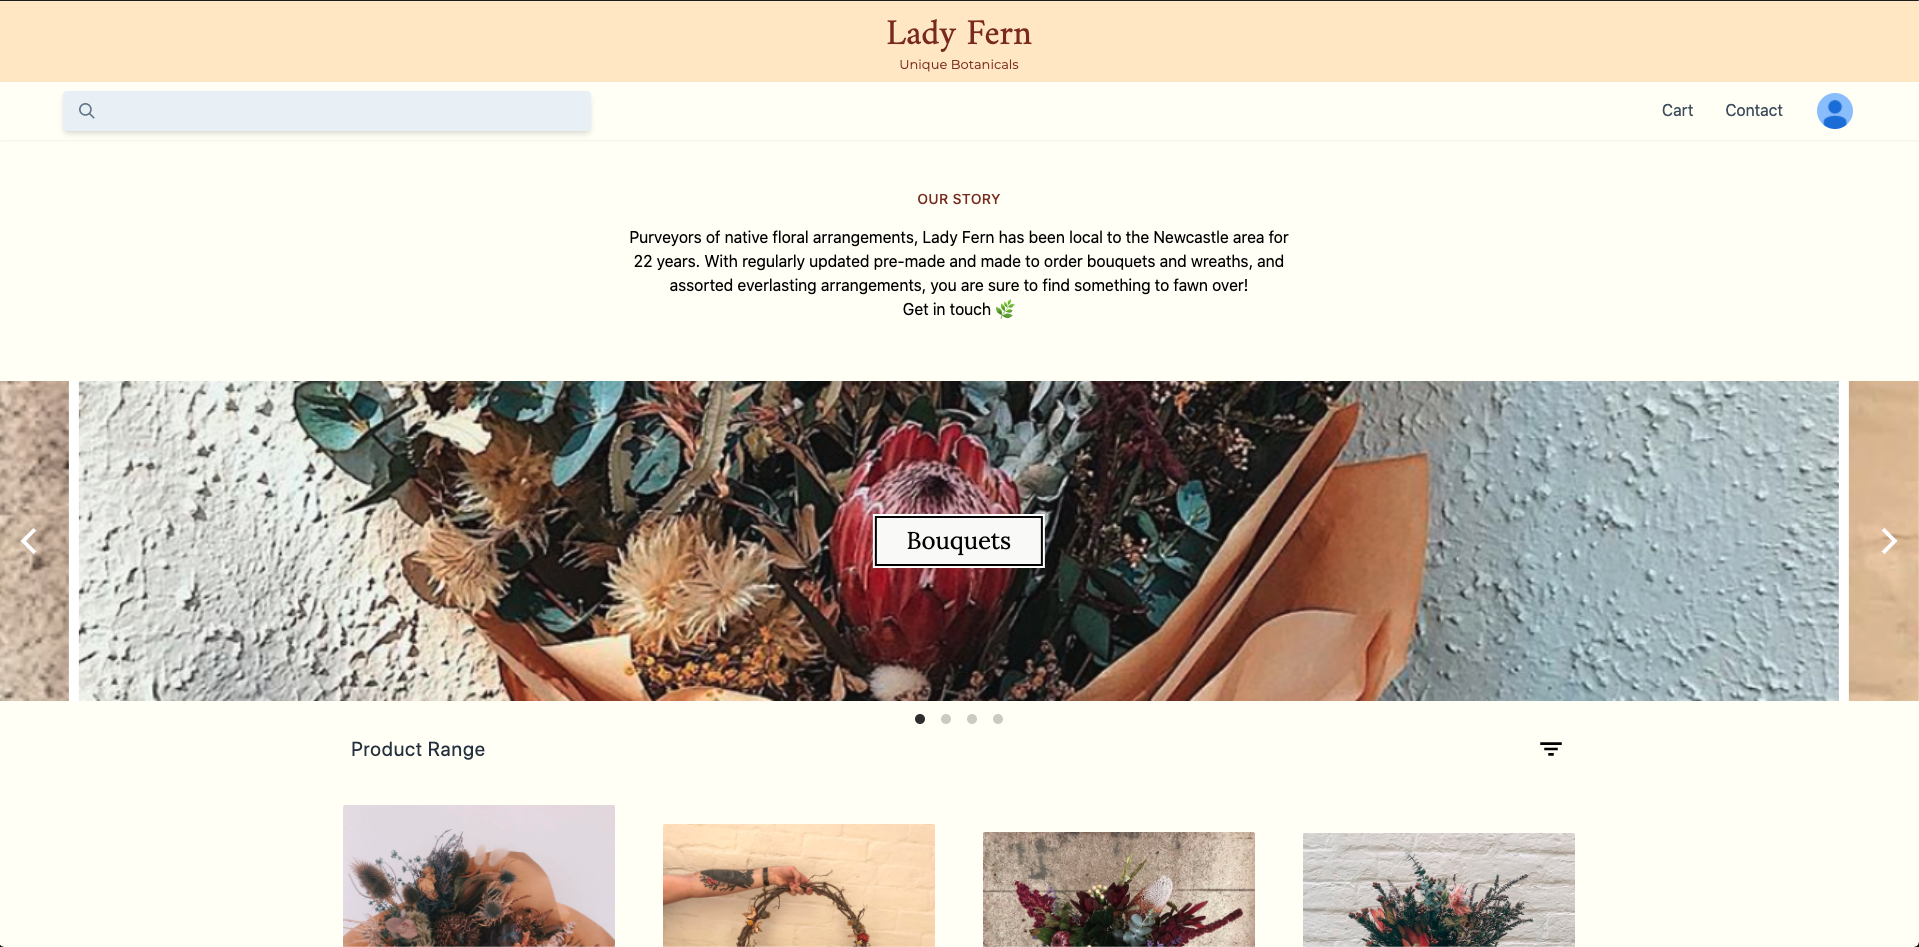 Lady Fern
Unique Botanicals
Cart
Contact
OUR STORY
Purveyors of native floral arrangements, Lady Fern has been local to the Newcastle area for
22 years. With regularly updated pre-made and made to order bouquets and wreaths, and
assorted everlasting arrangements, you are sure to find something to fawn over!
Get in touch 🌿
Bouquets
Product Range